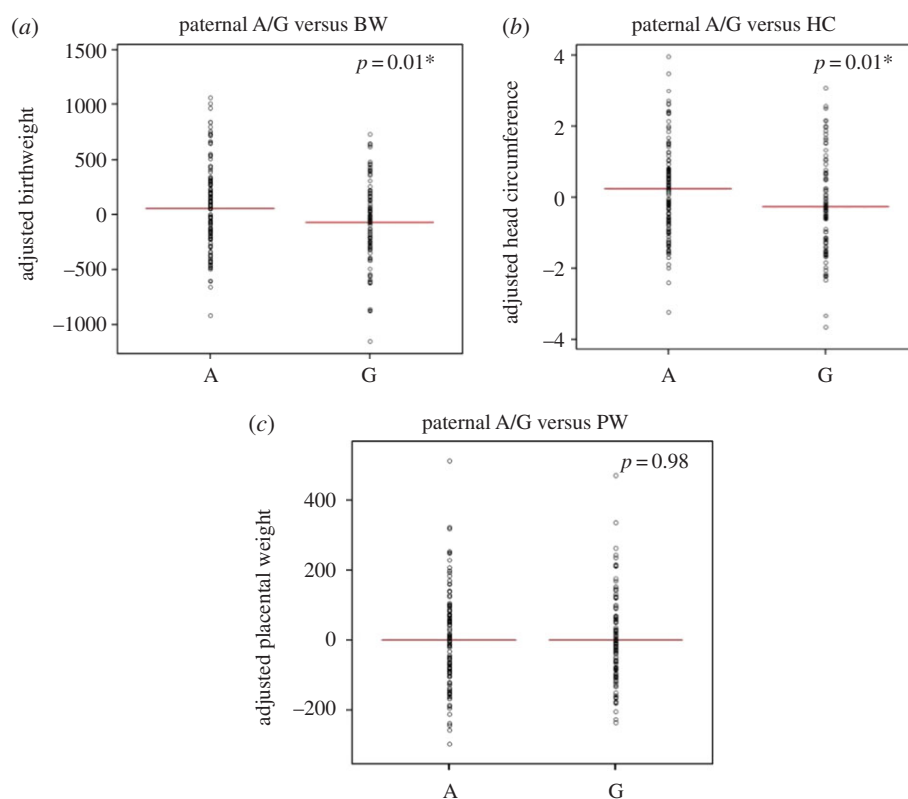 (a) paternal A/G versus BW
p = 0.01*
adjusted birthweight
1500
1000
500
0
–500
–1000
A G
(b) paternal A/G versus HC
p = 0.01*
adjusted head circumference
4
2
0
–2
–4
A G
(c) paternal A/G versus PW
p = 0.98
adjusted placental weight
400
200
0
–200
A G